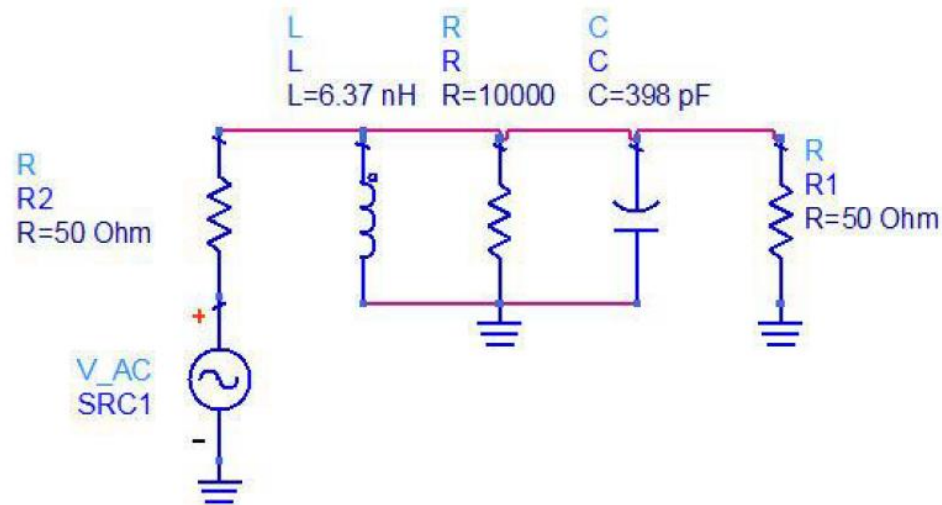 L
L
L=6.37 nH
R
R
R=10000
C
C
C=398 pF
R
R2
R=50 Ohm
R
R1
R=50 Ohm
+
V_AC
SRC1
-